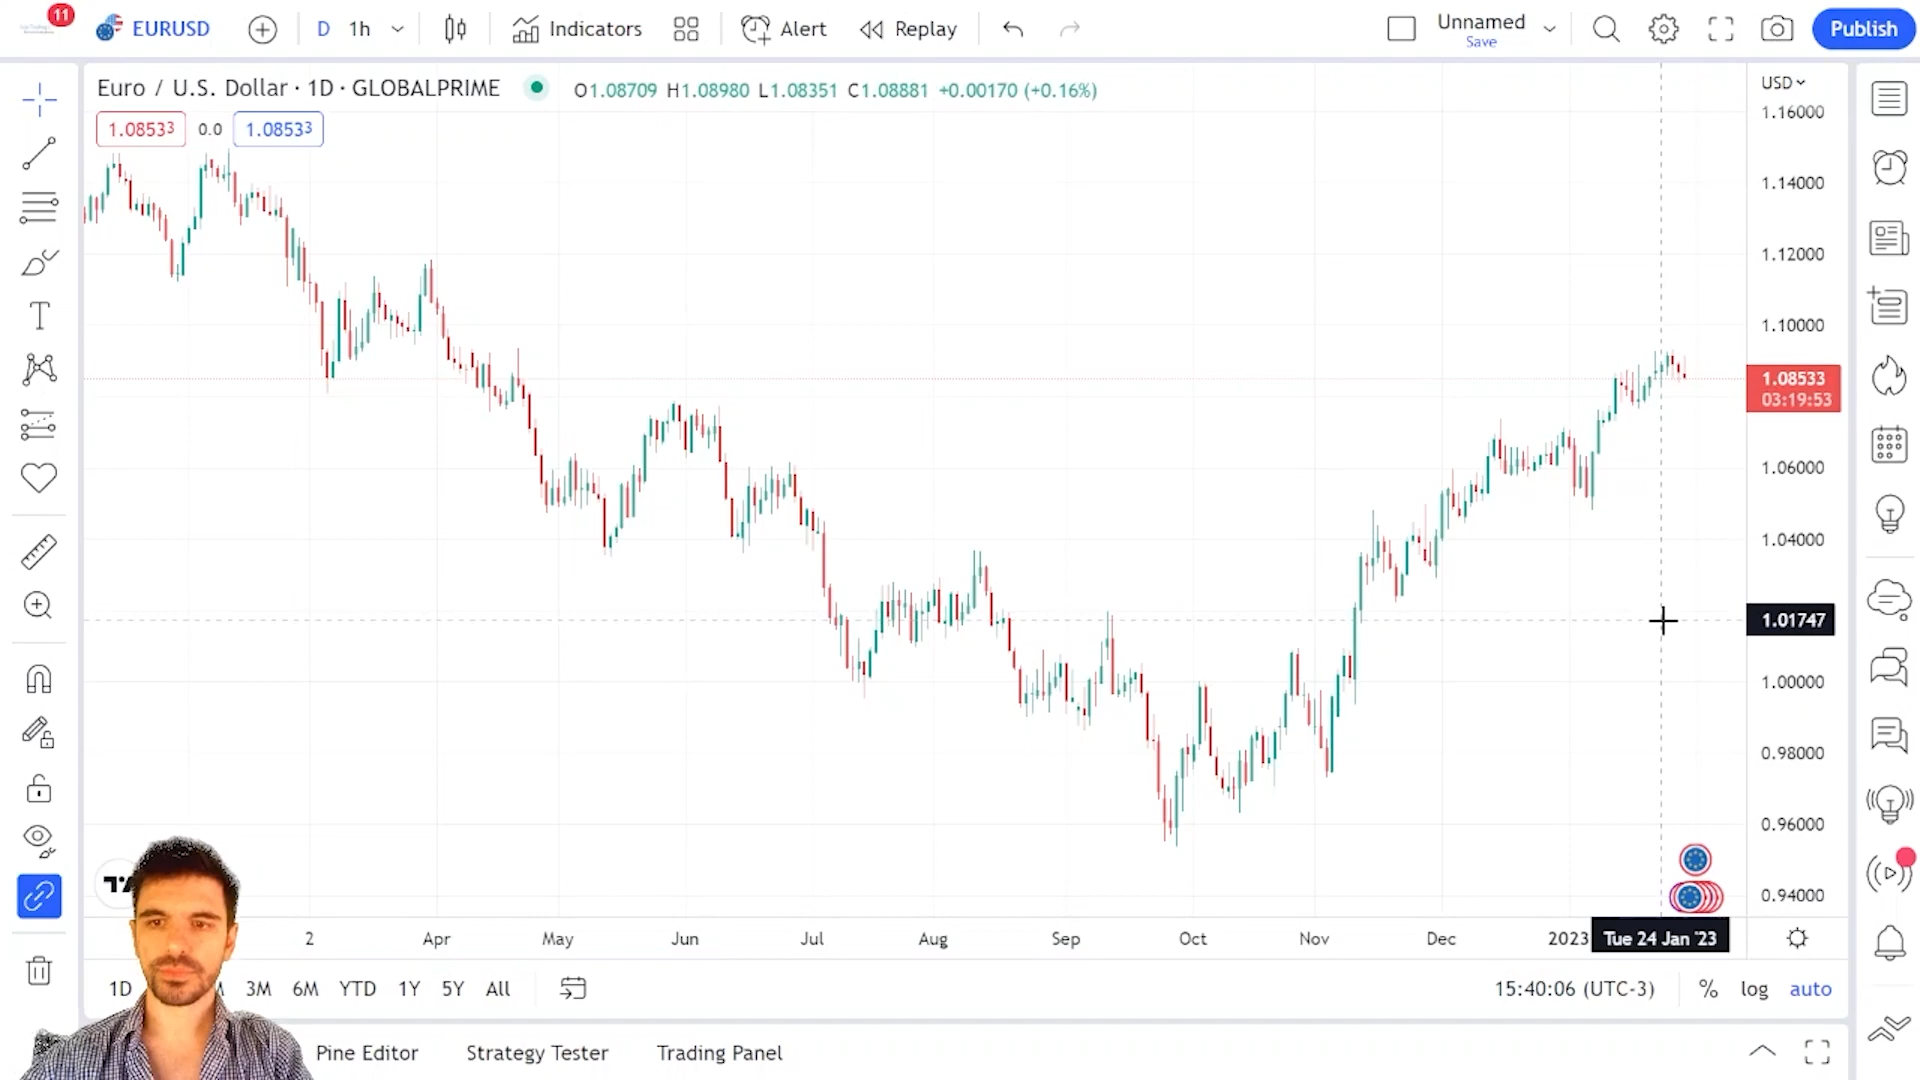 11
EURUSD
D 1h
Indicators
Alert
Replay
Unnamed
Save
Publish
Euro / U.S. Dollar · 1D · GLOBALPRIME
O1.08709 H1.08980 L1.08351 C1.08881 +0.00170 (+0.16%)
USD
1.08533 0.0 1.08533
1.16000
1.14000
1.12000
1.10000
1.08533
03:19:53
1.06000
1.04000
1.01747
1.00000
0.98000
0.96000
0.94000
2 Apr May Jun Jul Aug Sep Oct Nov Dec 2023 Tue 24 Jan '23
1D 3M 6M YTD 1Y 5Y All
15:40:06 (UTC-3) % log auto
Pine Editor Strategy Tester Trading Panel